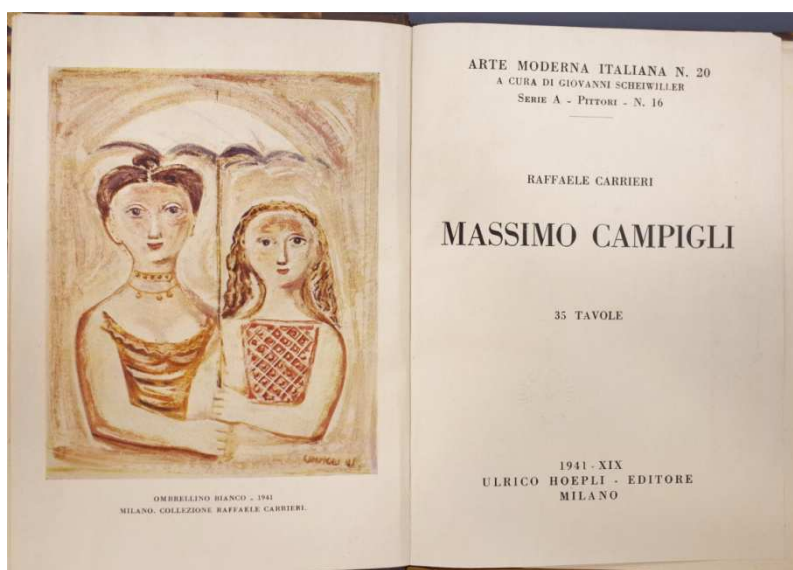 OMBRELLINO BIANCO - 1941
MILANO. COLLEZIONE RAFFAELE CARRIERI.
ARTE MODERNA ITALIANA N. 20
A CURA DI GIOVANNI SCHEIWILLER
SERIE A - PITTORI - N. 16
RAFFAELE CARRIERI
MASSIMO CAMPIGLI
35 TAVOLE
1941 - XIX
ULRICO HOEPLI - EDITORE
MILANO